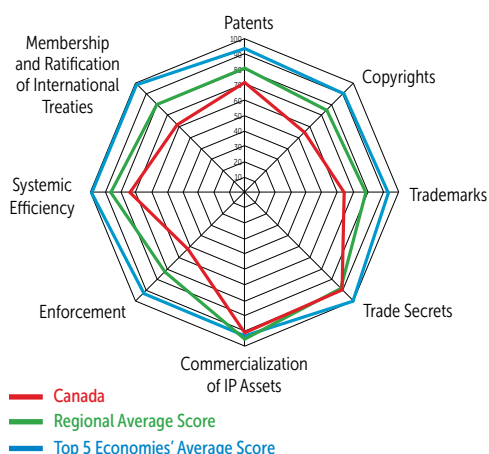 Patents
Membership
and Ratification
of International
Treaties
Copyrights
100
90
80
70
60
50
40
30
20
10
Systemic
Efficiency
Trademarks
Enforcement
Trade Secrets
Commercialization
of IP Assets
Canada
Regional Average Score
Top 5 Economies' Average Score